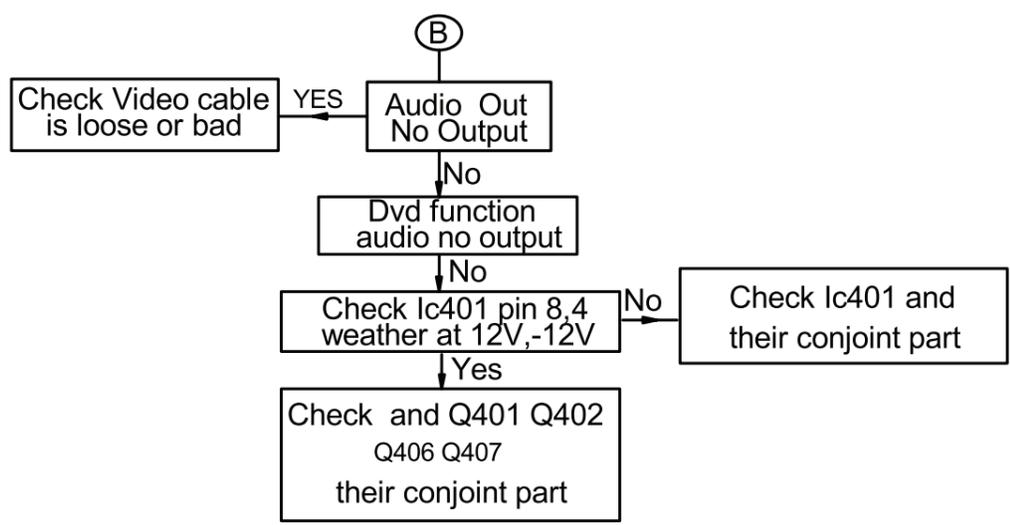 B
Audio Out
No Output
YES
Check Video cable
is loose or bad
No
Dvd function
audio no output
No
Check Ic401 pin 8,4
weather at 12V,-12V
No
Check Ic401 and
their conjoint part
Yes
Check and Q401 Q402
Q406 Q407
their conjoint part